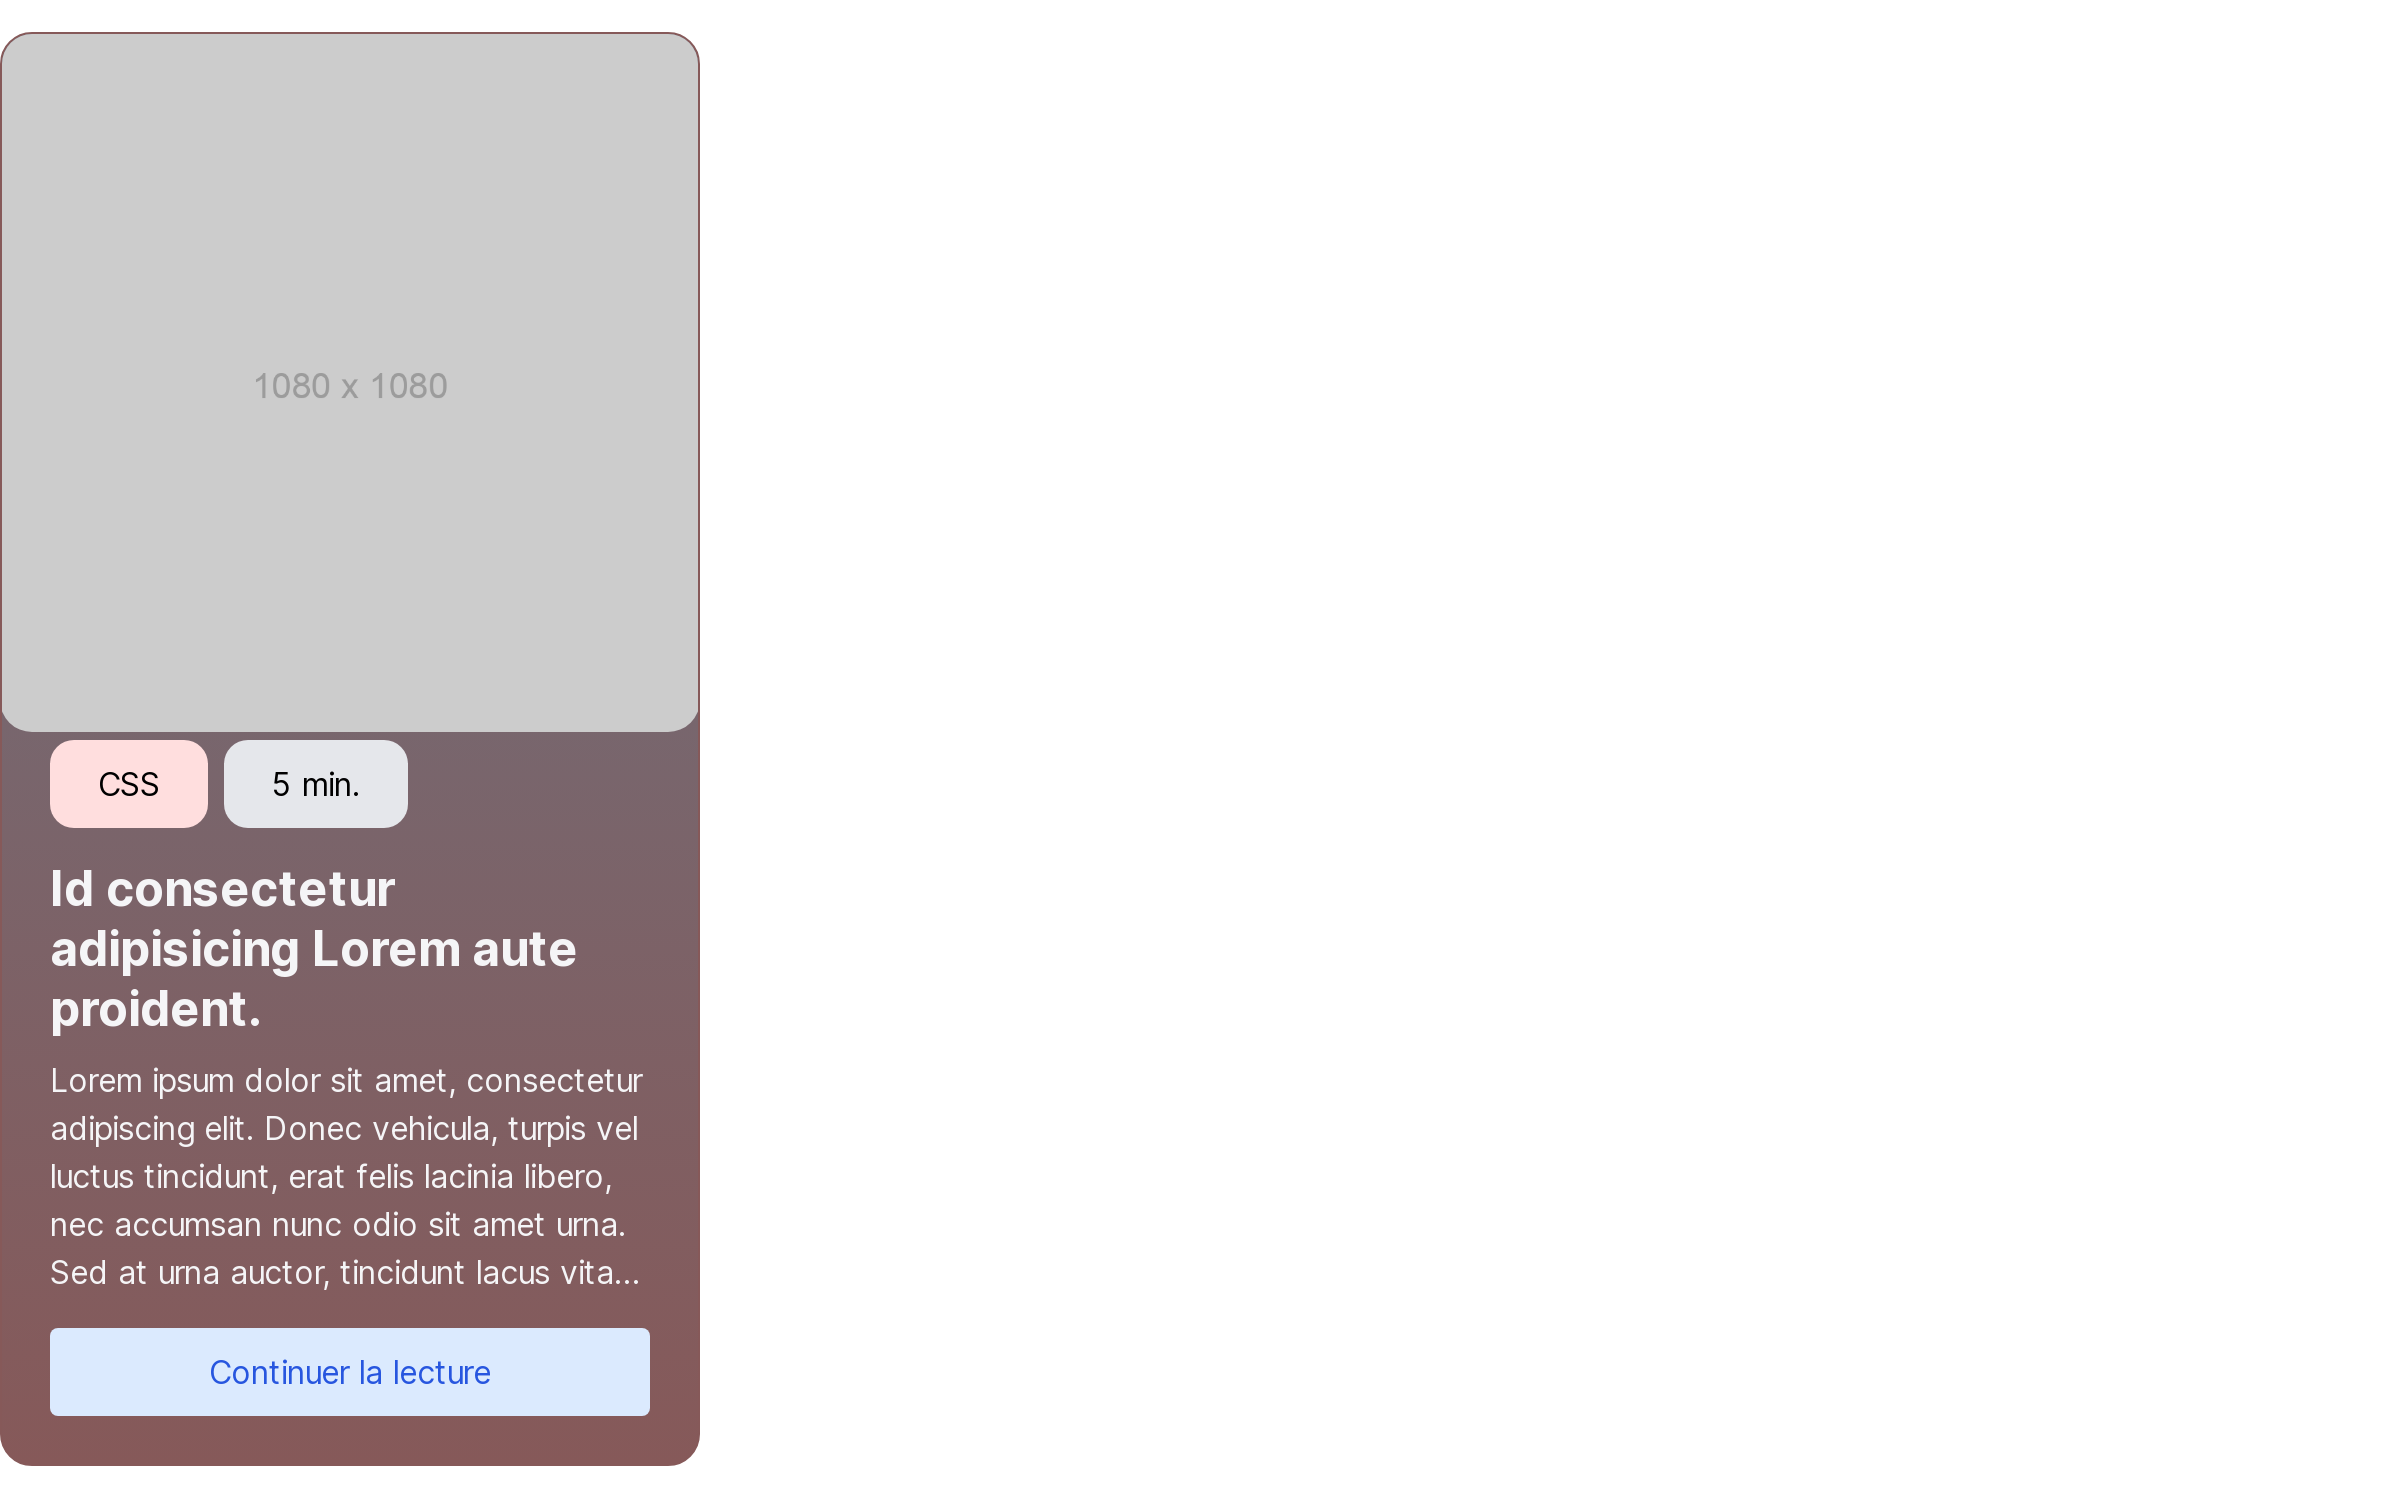 1080 x 1080
CSS
5 min.
Id consectetur
adipisicing Lorem aute
proident.
Lorem ipsum dolor sit amet, consectetur
adipiscing elit. Donec vehicula, turpis vel
luctus tincidunt, erat felis lacinia libero,
nec accumsan nunc odio sit amet urna.
Sed at urna auctor, tincidunt lacus vita...
Continuer la lecture